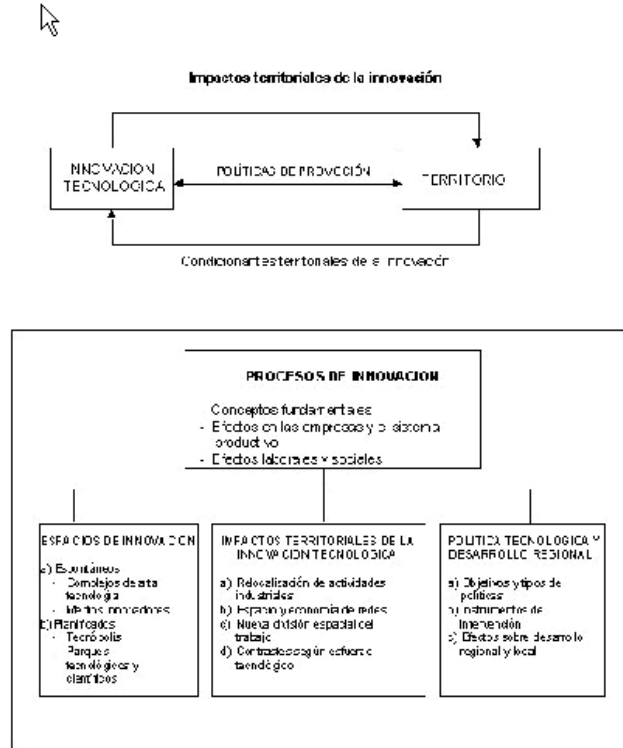 Impactos territoriales de la innovación
INNOVACION
TECNOLOGICA
POLÍTICAS DE PROMOCIÓN
TERRITORIO
Condicionantes territoriales de la innovación
PROCESOS DE INNOVACION
Conceptos fundamentales
- Efectos en las empresas y el sistema
productivo
- Efectos laborales y sociales
ESPACIOS DE INNOVACION
a) Espontáneos
- Complejos de alta
tecnología
- Medios innovadores
b) Planificados
- Tecnópolis
Parques
tecnológicos y
científicos
IMPACTOS TERRITORIALES DE LA
INNOVACION TECNOLOGICA
a) Relocalización de actividades
industriales
b) Espacio y economía de redes
c) Nueva división espacial del
trabajo
d) Contrastes según esfuerzo
tecnológico
POLITICA TECNOLOGICA Y
DESARROLLO REGIONAL
a) Objetivos y tipos de
políticas
b) Instrumentos de
intervención
c) Efectos sobre desarrollo
regional y local